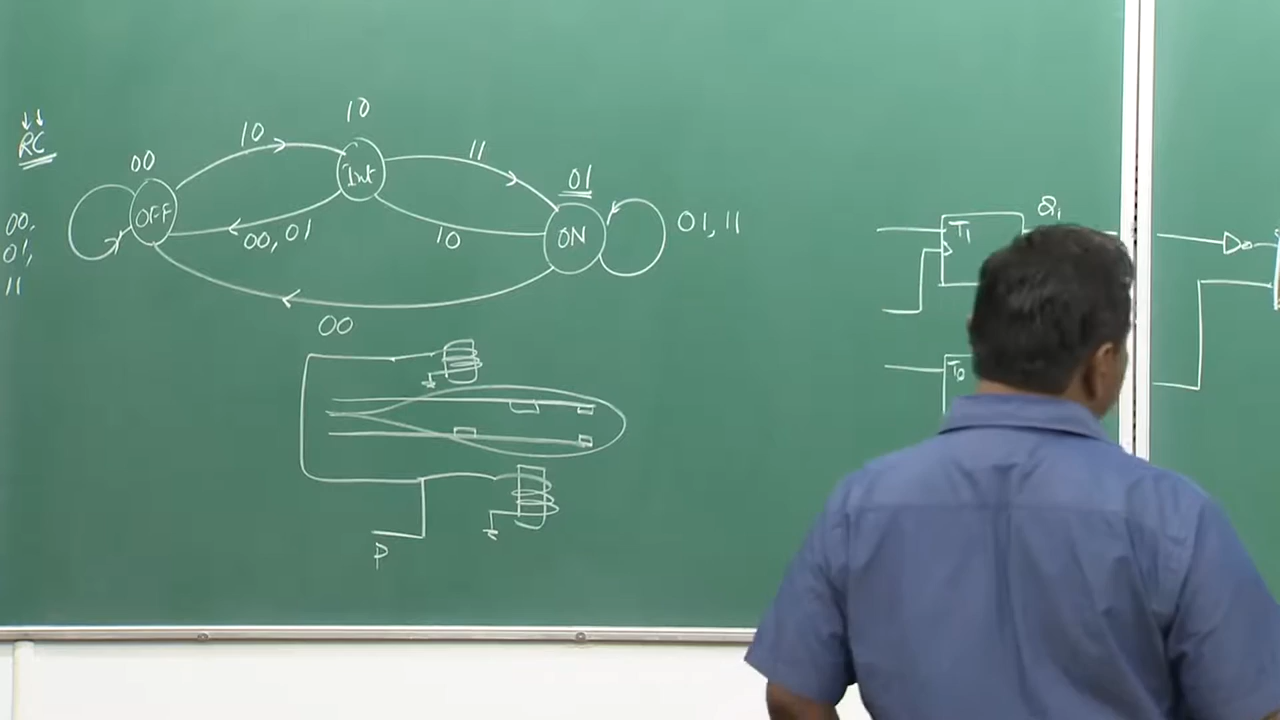 RC
00,
01,
11
00
OFF
10
10
Int
11
00, 01
10
01
ON
01, 11
00
P
T₁
Q₁
T₀